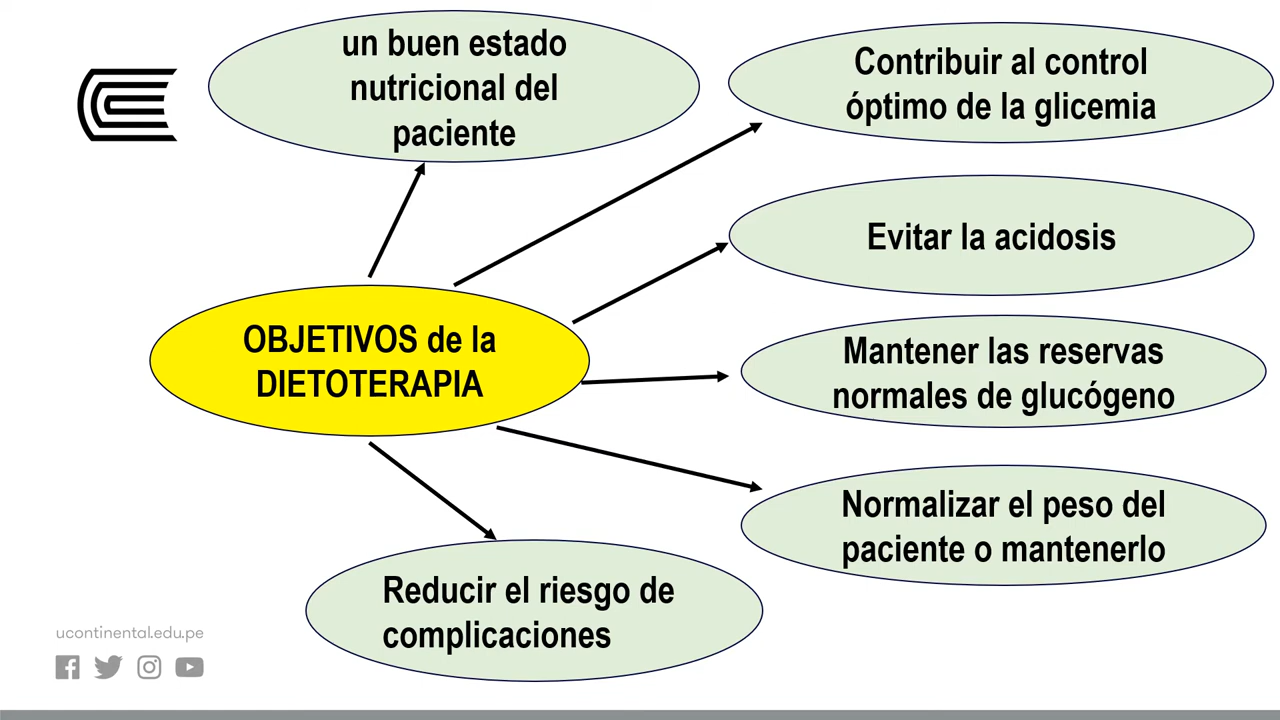 un buen estado
nutricional del
paciente
Contribuir al control
óptimo de la glicemia
Evitar la acidosis
OBJETIVOS de la
DIETOTERAPIA
Mantener las reservas
normales de glucógeno
Normalizar el peso del
paciente o mantenerlo
Reducir el riesgo de
complicaciones
ucontinental.edu.pe